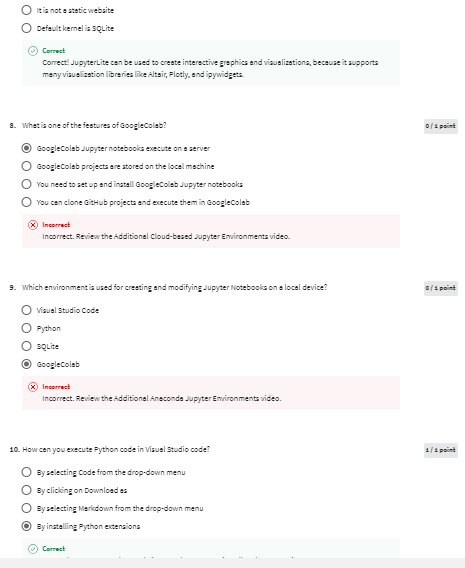 It is not a static website
Default kernel is SQLite
Correct
Correct! JupyterLite can be used to create interactive graphics and visualizations, because it supports
many visualization libraries like Altair, Plotly, and ipywidgets.
8. What is one of the features of GoogleColab?
0 / 1 point
GoogleColab Jupyter notebooks execute on a server
GoogleColab projects are stored on the local machine
You need to set up and install GoogleColab Jupyter notebooks
You can clone GitHub projects and execute them in GoogleColab
Incorrect
Incorrect. Review the Additional Cloud-based Jupyter Environments video.
9. Which environment is used for creating and modifying Jupyter Notebooks on a local device?
0 / 1 point
Visual Studio Code
Python
SQLite
GoogleColab
Incorrect
Incorrect. Review the Additional Anaconda Jupyter Environments video.
10. How can you execute Python code in Visual Studio code?
1 / 1 point
By selecting Code from the drop-down menu
By clicking on Download as
By selecting Markdown from the drop-down menu
By installing Python extensions
Correct